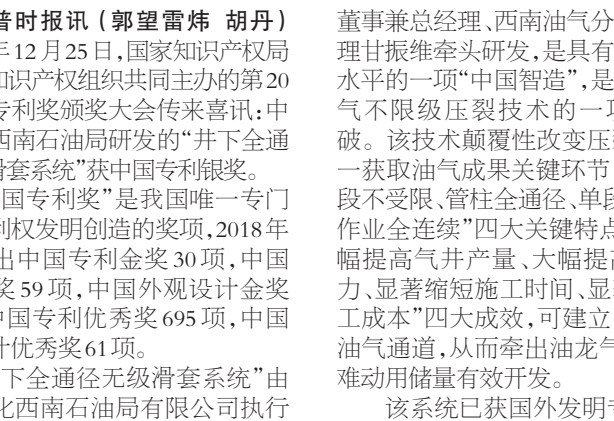 普时报讯（郭望雷炜 胡丹）
年12月25日，国家知识产权局
知识产权组织共同主办的第20
专利奖颁奖大会传来喜讯：中
西南石油局研发的“井下全通
滑套系统”获中国专利银奖。
国专利奖”是我国唯一专门
利权发明创造的奖项，2018年
出中国专利金奖30项，中国
奖59项，中国外观设计金奖
中国专利优秀奖695项，中国
计优秀奖61项。
下全通径无级滑套系统”由
化西南石油局有限公司执行
董事兼总经理、西南油气分
理甘振维牵头研发，是具有
水平的一项“中国智造”，是
气不限级压裂技术的一项
破。该技术颠覆性改变压
一获取油气成果关键环节
段不受限、管柱全通径、单段
作业全连续”四大关键特点
幅提高气井产量、大幅提高
力、显著缩短施工时间、显
工成本”四大成效，可建立
油气通道，从而牵出油龙气
难动用储量有效开发。
该系统已获国外发明专